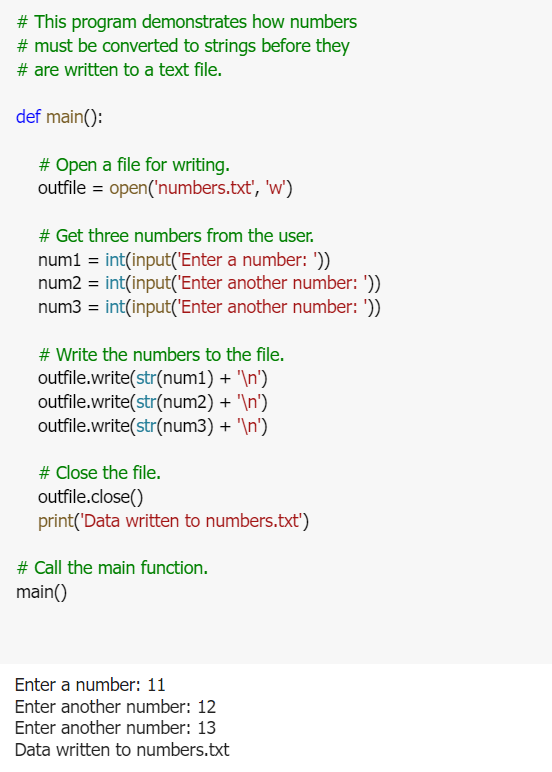 # This program demonstrates how numbers
# must be converted to strings before they
# are written to a text file.
def main():
# Open a file for writing.
outfile = open('numbers.txt', 'w')
# Get three numbers from the user.
num1 = int(input('Enter a number: '))
num2 = int(input('Enter another number: '))
num3 = int(input('Enter another number: '))
# Write the numbers to the file.
outfile.write(str(num1) + '\n')
outfile.write(str(num2) + '\n')
outfile.write(str(num3) + '\n')
# Close the file.
outfile.close()
print('Data written to numbers.txt')
# Call the main function.
main()
Enter a number: 11
Enter another number: 12
Enter another number: 13
Data written to numbers.txt